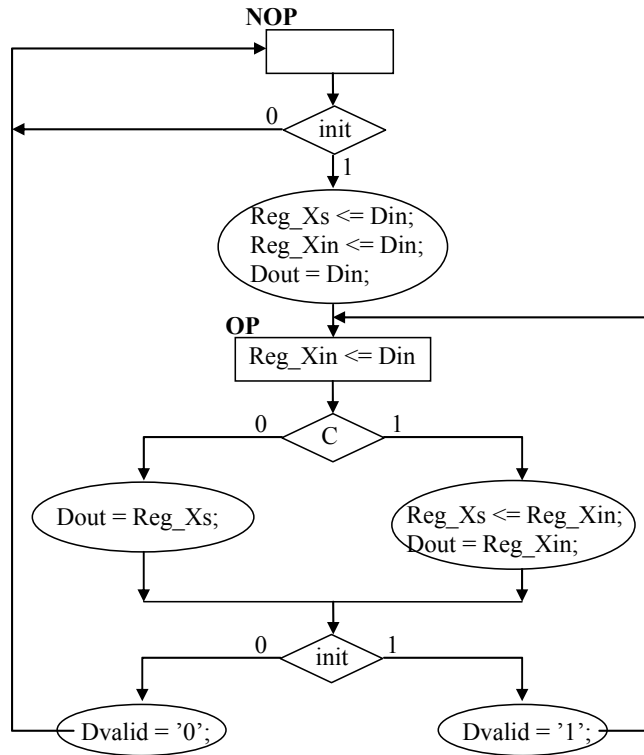 NOP
0
init
1
Reg_Xs <= Din;
Reg_Xin <= Din;
Dout = Din;
OP
Reg_Xin <= Din
0
C
1
Dout = Reg_Xs;
Reg_Xs <= Reg_Xin;
Dout = Reg_Xin;
0
init
1
Dvalid = ’0’;
Dvalid = ’1’;